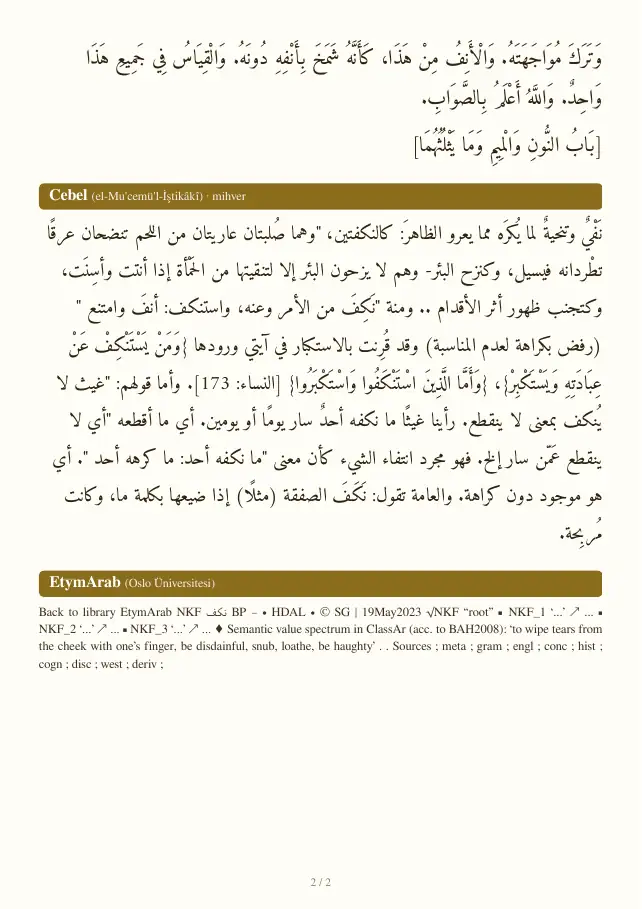 وَتَرَكَ مُوَاجَهَتَهُ. وَالْأَنِفُ مِنْ هَذَا، كَأَنَّهُ شَمَخَ بِأَنْفِهِ دُونَهُ. وَالْقِيَاسُ فِي جَمِيعِ هَذَا
وَاحِدٌ. وَاللَّهُ أَعْلَمُ بِالصَّوَابِ.
[بَابُ النُّونِ وَالْمِيمِ وَمَا يَثْلُثُهُمَا]
Cebel (el-Mu'cemü'l-İştikâkî) · mihver
نَفْيٌ وتنحيةٌ لما يُكرَه مما يعرو الظاهرَ: كالنكفتين، "وهما صُلبتان عاريتان من اللحم تنضحان عرقًا
تطْردانه فيسيل، وكنزح البئر- وهم لا يزحون البئر إلا لتنقيتها من الحَمْأة إذا أنتت وأسِنَت،
وكتجنب ظهور أثر الأقدام .. ومنة "نَكِفَ من الأمر وعنه، واستنكف: أنفَ وامتنع "
(رفض بكراهة لعدم المناسبة) وقد قُرِنت بالاستكبار في آيتي ورودها {وَمَنْ يَسْتَنْكِفْ عَنْ
عِبَادَتِهِ وَيَسْتَكْبِرْ}، {وَأَمَّا الَّذِينَ اسْتَنْكَفُوا وَاسْتَكْبَرُوا} [النساء: 173]. وأما قولهم: "غيث لا
يُنكف بمعنى لا ينقطع. رأينا غيثًا ما نكفه أحدٌ سار يومًا أو يومين. أي ما أقطعه "أي لا
ينقطع عَمّن سار إلخ. فهو مجرد انتفاء الشيء كأن معنى "ما نكفه أحد: ما كرهه أحد ". أي
هو موجود دون كراهة. والعامة تقول: نَكَفَ الصفقة (مثلًا) إذا ضيعها بكلمة ما، وكانت
مُربِحة.
EtymArab (Oslo Üniversitesi)
Back to library EtymArab NKF نكف BP – • HDAL • © SG | 19May2023 √NKF “root” ▪ NKF_1 ‘...’ ↗ ... ▪
NKF_2 ‘...’ ↗ ... ▪ NKF_3 ‘...’ ↗ ... ♦ Semantic value spectrum in ClassAr (acc. to BAH2008): ‘to wipe tears from
the cheek with one’s finger, be disdainful, snub, loathe, be haughty’ . . Sources ; meta ; gram ; engl ; conc ; hist ;
cogn ; disc ; west ; deriv ;
2 / 2